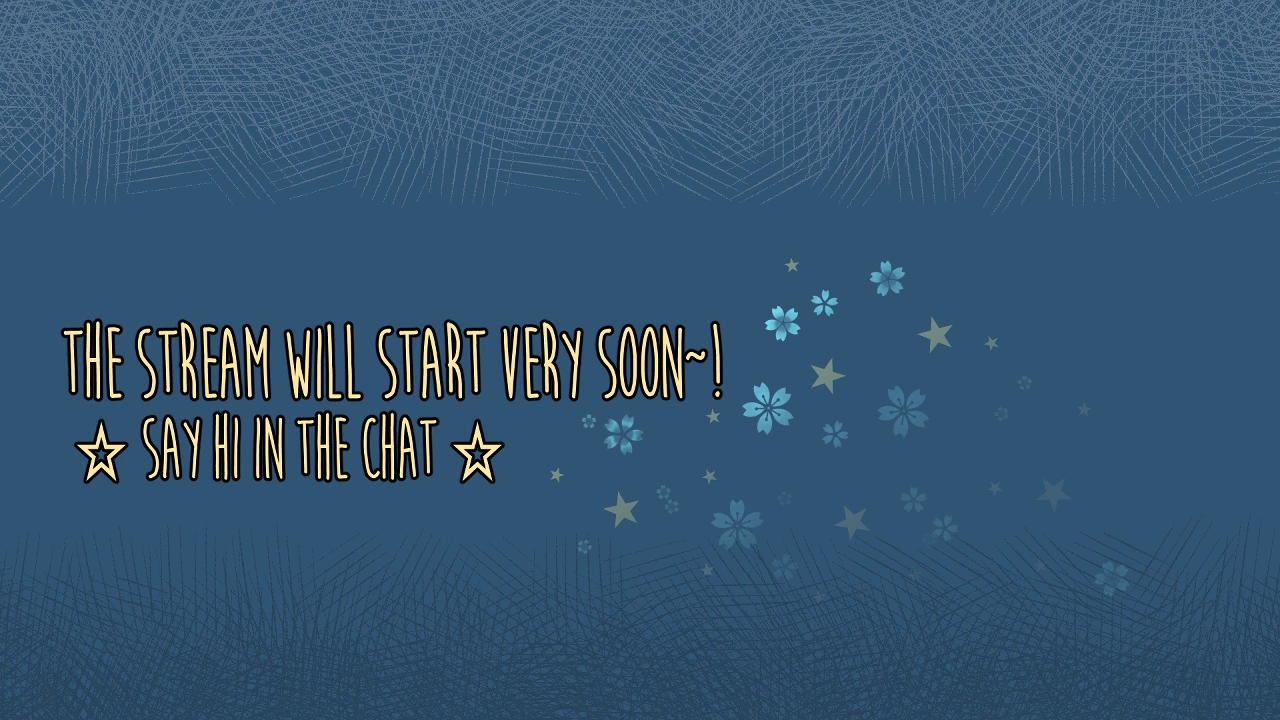 THE STREAM WILL START VERY SOON~!
☆ SAY HI IN THE CHAT ☆